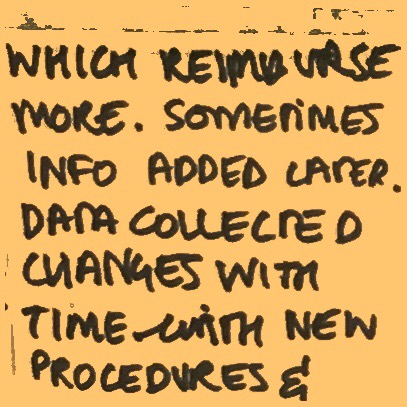 WHICH REIMBURSE
MORE. SOMETIMES
INFO ADDED LATER.
DATA COLLECTED
CHANGES WITH
TIME with NEW
PROCEDURES &